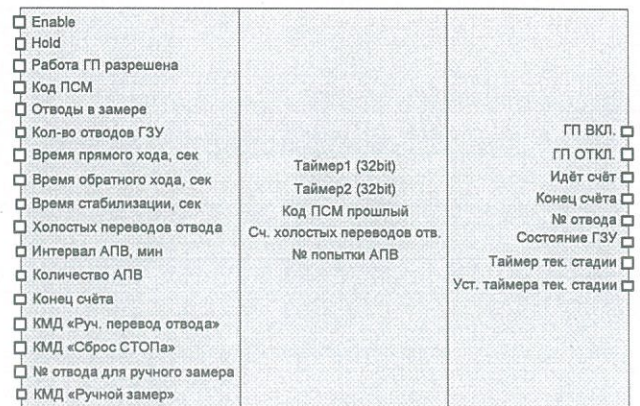 Enable
Hold
Работа ГП разрешена
Код ПСМ
Отводы в замере
Кол-во отводов ГЗУ
Время прямого хода, сек
Время обратного хода, сек
Время стабилизации, сек
Холостых переводов отвода
Интервал АПВ, мин
Количество АПВ
Конец счёта
КМД «Руч. перевод отвода»
КМД «Сброс СТОПа»
№ отвода для ручного замера
КМД «Ручной замер»
Таймер1 (32bit)
Таймер2 (32bit)
Код ПСМ прошлый
Сч. холостых переводов отв.
№ попытки АПВ
ГП ВКЛ.
ГП ОТКЛ.
Идёт счёт
Конец счёта
№ отвода
Состояние ГЗУ
Таймер тек. стадии
Уст. таймера тек. стадии